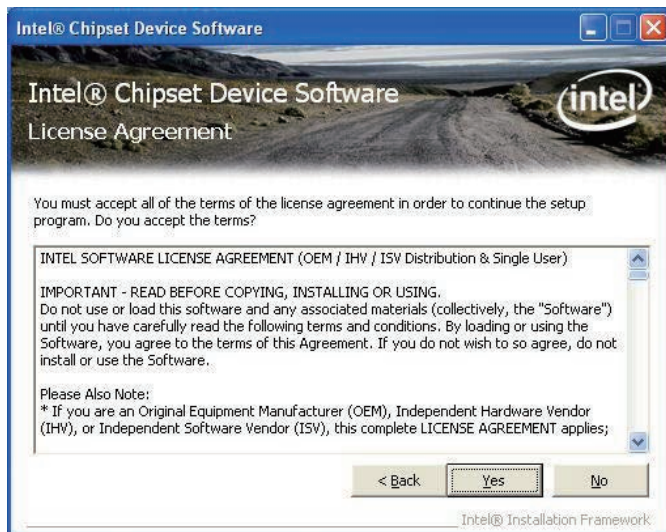 Intel® Chipset Device Software
Intel® Chipset Device Software
intel
License Agreement
You must accept all of the terms of the license agreement in order to continue the setup
program. Do you accept the terms?
INTEL SOFTWARE LICENSE AGREEMENT (OEM / IHV / ISV Distribution & Single User)
IMPORTANT - READ BEFORE COPYING, INSTALLING OR USING.
Do not use or load this software and any associated materials (collectively, the "Software")
until you have carefully read the following terms and conditions. By loading or using the
Software, you agree to the terms of this Agreement. If you do not wish to so agree, do not
install or use the Software.
Please Also Note:
* If you are an Original Equipment Manufacturer (OEM), Independent Hardware Vendor
(IHV), or Independent Software Vendor (ISV), this complete LICENSE AGREEMENT applies;
< Back Yes No
Intel® Installation Framework